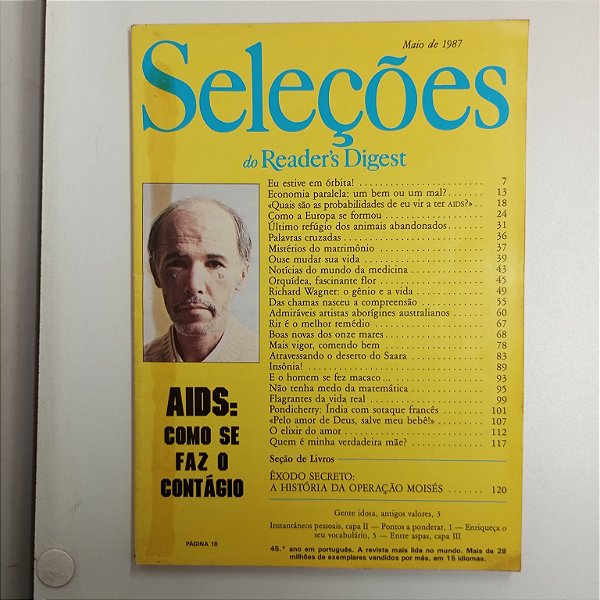 Maio de 1987
Seleções
do Reader's Digest
Eu estive em órbita! . . . . . . . . . . . . . . . . . . . . . . . . 7
Economia paralela: um bem ou um mal? . . . . . . . 13
«Quais são as probabilidades de eu vir a ter AIDS?» . . 18
Como a Europa se formou . . . . . . . . . . . . . . . . . . . 24
Último refúgio dos animais abandonados . . . . . . . 31
Palavras cruzadas . . . . . . . . . . . . . . . . . . . . . . . . . . 36
Mistérios do matrimônio . . . . . . . . . . . . . . . . . . . . 37
Ouse mudar sua vida . . . . . . . . . . . . . . . . . . . . . . . 39
Notícias do mundo da medicina . . . . . . . . . . . . . . 43
Orquídea, fascinante flor . . . . . . . . . . . . . . . . . . . . 45
Richard Wagner: o gênio e a vida . . . . . . . . . . . . . 49
Das chamas nasceu a compreensão . . . . . . . . . . . . 55
Admiráveis artistas aborígines australianos . . . . . . 60
Rir é o melhor remédio . . . . . . . . . . . . . . . . . . . . . 67
Boas novas dos onze mares . . . . . . . . . . . . . . . . . . 68
Mais vigor, comendo bem . . . . . . . . . . . . . . . . . . . 78
Atravessando o deserto do Saara . . . . . . . . . . . . . . 83
Insônia! . . . . . . . . . . . . . . . . . . . . . . . . . . . . . . . . . . 89
E o homem se fez macaco... . . . . . . . . . . . . . . . . . 93
Não tenha medo da matemática . . . . . . . . . . . . . . 95
Flagrantes da vida real . . . . . . . . . . . . . . . . . . . . . . 99
Pondicherry: Índia com sotaque francês . . . . . . . . 101
«Pelo amor de Deus, salve meu bebê!» . . . . . . . . . 107
O elixir do amor . . . . . . . . . . . . . . . . . . . . . . . . . . . 112
Quem é minha verdadeira mãe? . . . . . . . . . . . . . . 117
Seção de Livros
ÊXODO SECRETO:
A HISTÓRIA DA OPERAÇÃO MOISÉS . . . . . . . 120
Gente idosa, antigos valores, 3
Instantâneos pessoais, capa II — Pontos a ponderar, 1 — Enriqueça o
seu vocabulário, 5 — Entre aspas, capa III
45.º ano em português. A revista mais lida no mundo. Mais de 28
milhões de exemplares vendidos por mês, em 15 idiomas.
AIDS:
COMO SE
FAZ O
CONTÁGIO
PÁGINA 18